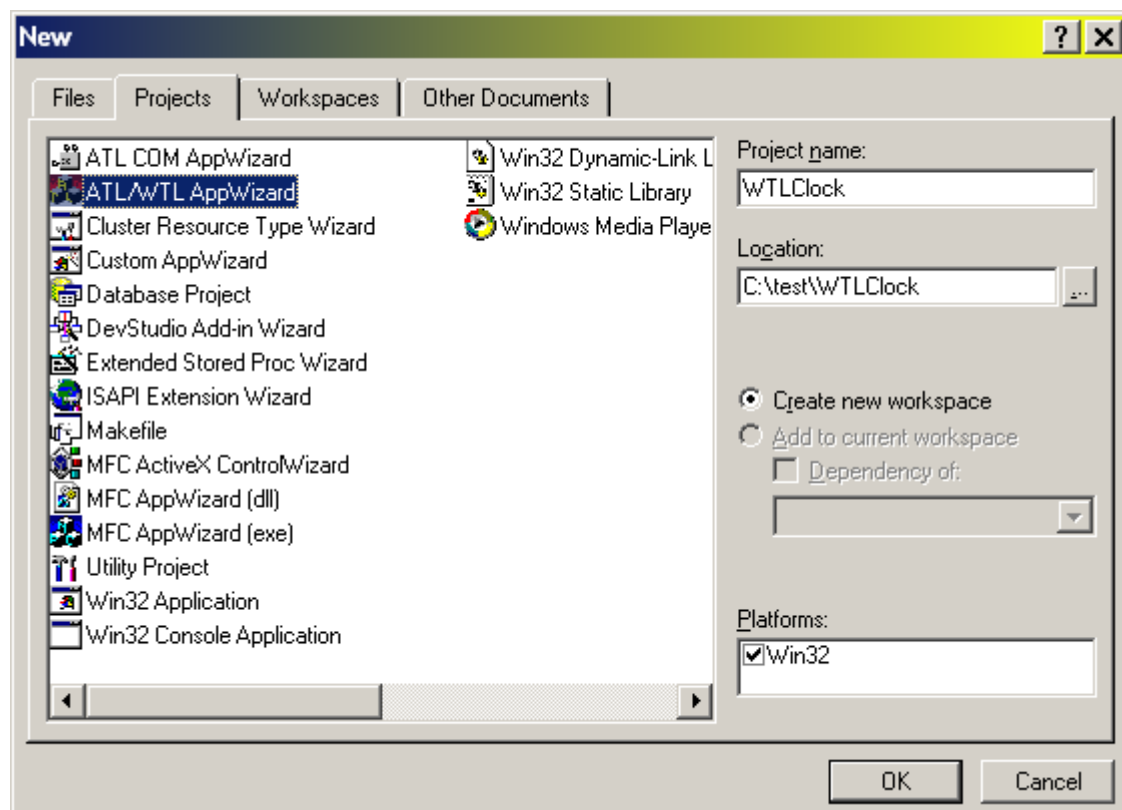 New
Files
Projects
Workspaces
Other Documents
ATL COM AppWizard
ATL/WTL AppWizard
Cluster Resource Type Wizard
Custom AppWizard
Database Project
DevStudio Add-in Wizard
Extended Stored Proc Wizard
ISAPI Extension Wizard
Makefile
MFC ActiveX ControlWizard
MFC AppWizard (dll)
MFC AppWizard (exe)
Utility Project
Win32 Application
Win32 Console Application
Win32 Dynamic-Link L
Win32 Static Library
Windows Media Playe
Project name:
WTLClock
Location:
C:\test\WTLClock
...
Create new workspace
Add to current workspace
Dependency of:
Platforms:
Win32
OK
Cancel